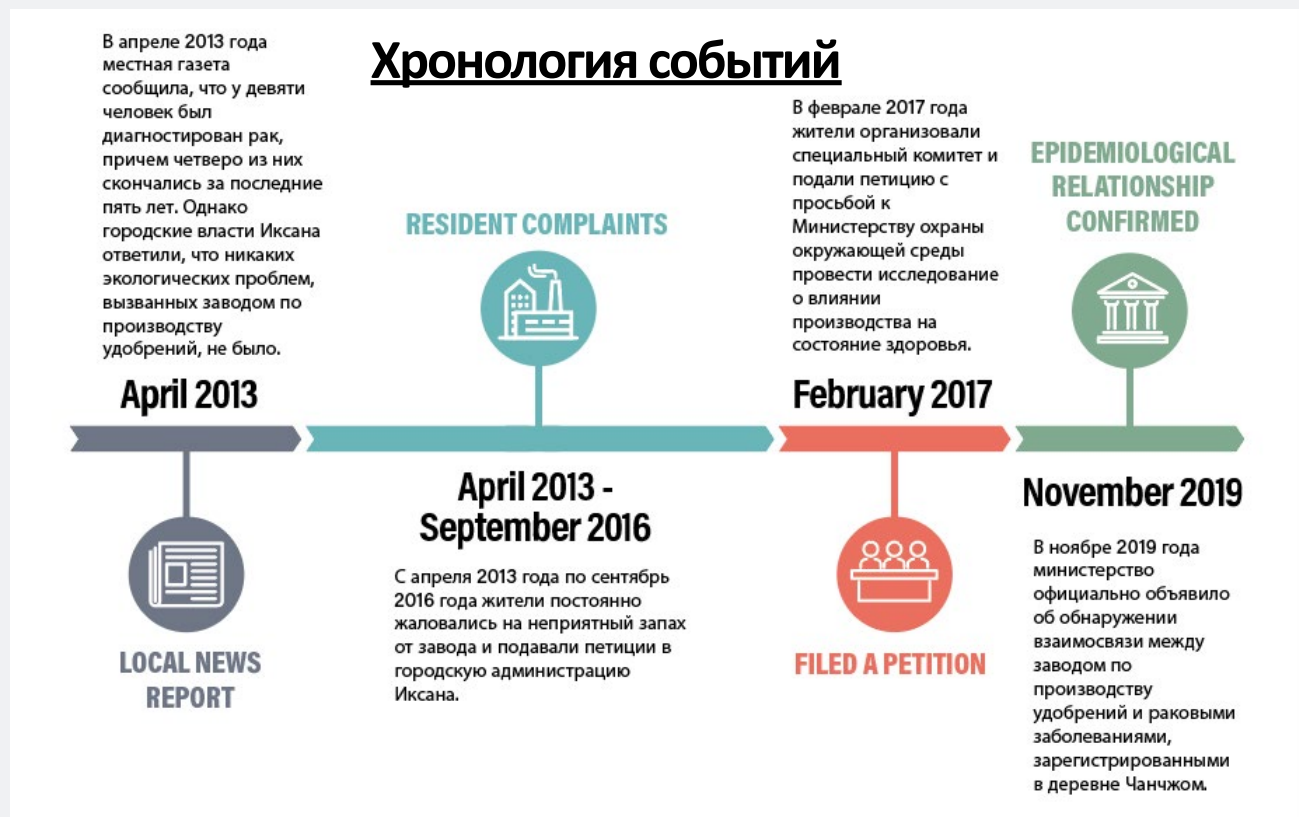 Хронология событий
В апреле 2013 года
местная газета
сообщила, что у девяти
человек был
диагностирован рак,
причем четверо из них
скончались за последние
пять лет. Однако
городские власти Иксана
ответили, что никаких
экологических проблем,
вызванных заводом по
производству
удобрений, не было.
April 2013
LOCAL NEWS
REPORT
RESIDENT COMPLAINTS
April 2013 -
September 2016
С апреля 2013 года по сентябрь
2016 года жители постоянно
жаловались на неприятный запах
от завода и подавали петиции в
городскую администрацию
Иксана.
В феврале 2017 года
жители организовали
специальный комитет и
подали петицию с
просьбой к
Министерству охраны
окружающей среды
провести исследование
о влиянии
производства на
состояние здоровья.
February 2017
FILED A PETITION
EPIDEMIOLOGICAL
RELATIONSHIP
CONFIRMED
November 2019
В ноябре 2019 года
министерство
официально объявило
об обнаружении
взаимосвязи между
заводом по
производству
удобрений и раковыми
заболеваниями,
зарегистрированными
в деревне Чанчжом.